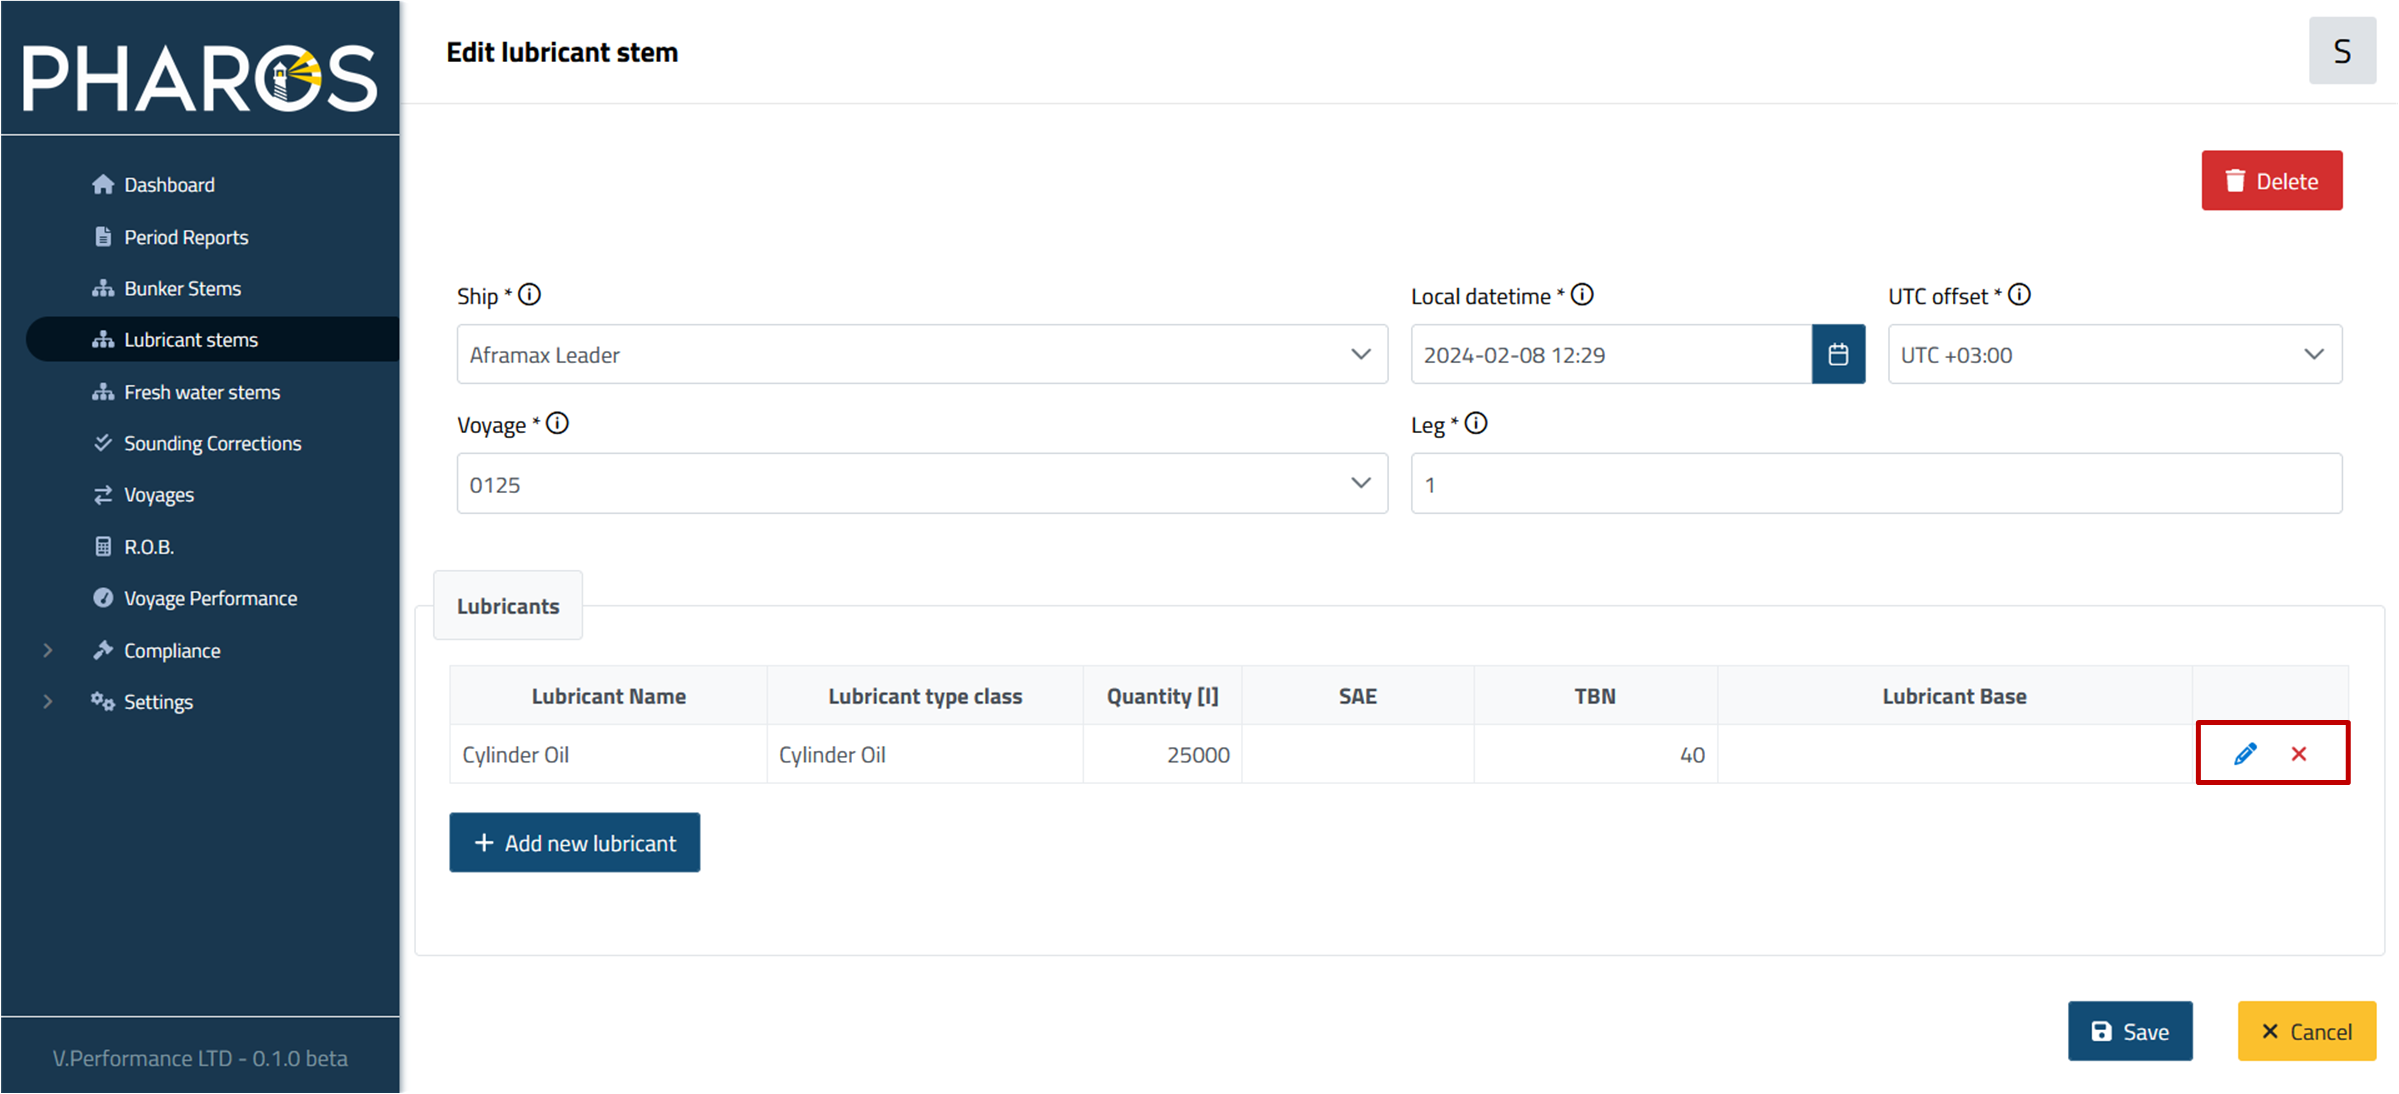 PHAROS
Edit lubricant stem
S
Dashboard
Period Reports
Bunker Stems
Lubricant stems
Fresh water stems
Sounding Corrections
Voyages
R.O.B.
Voyage Performance
Compliance
Settings
V.Performance LTD - 0.1.0 beta
Delete
Ship * Local datetime * UTC offset *
Aframax Leader 2024-02-08 12:29 UTC +03:00
Voyage * Leg *
0125 1
Lubricants
Lubricant Name Lubricant type class Quantity [l] SAE TBN Lubricant Base
Cylinder Oil Cylinder Oil 25000 40
Add new lubricant
Save Cancel